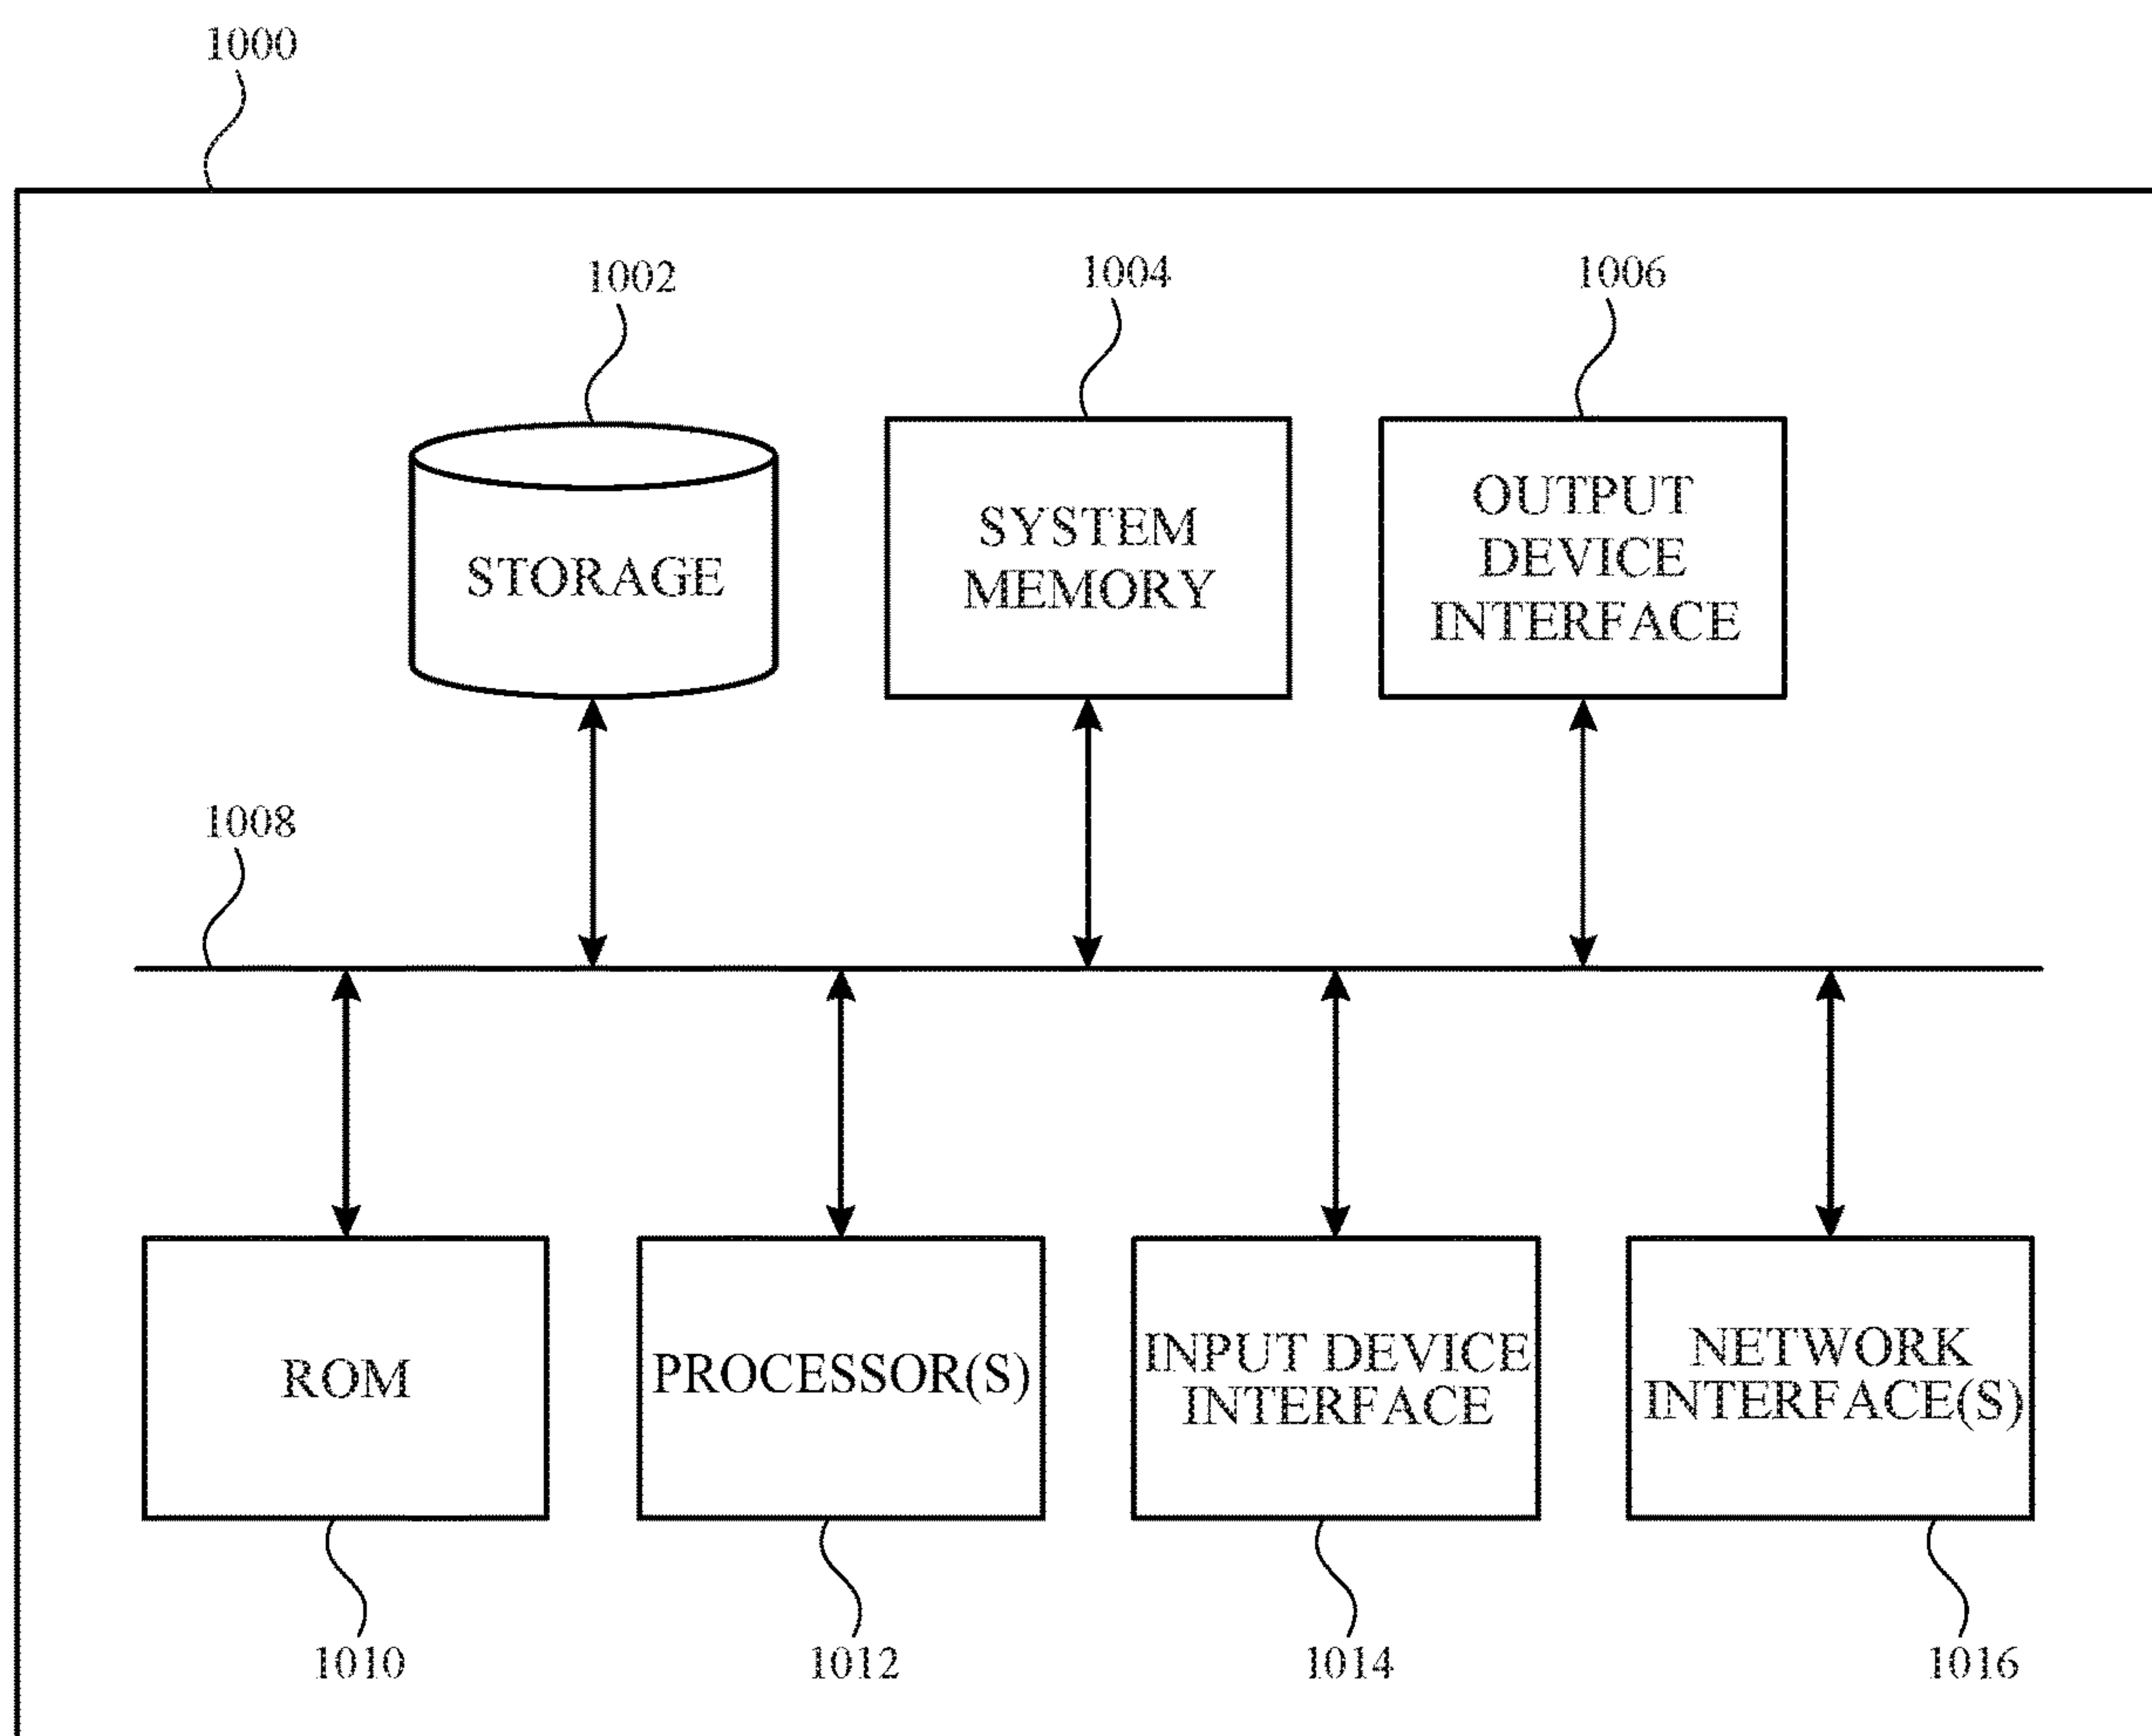 1000
1002
1004
1006
STORAGE
SYSTEM
MEMORY
OUTPUT
DEVICE
INTERFACE
1008
ROM
PROCESSOR(S)
INPUT DEVICE
INTERFACE
NETWORK
INTERFACE(S)
1010
1012
1014
1016